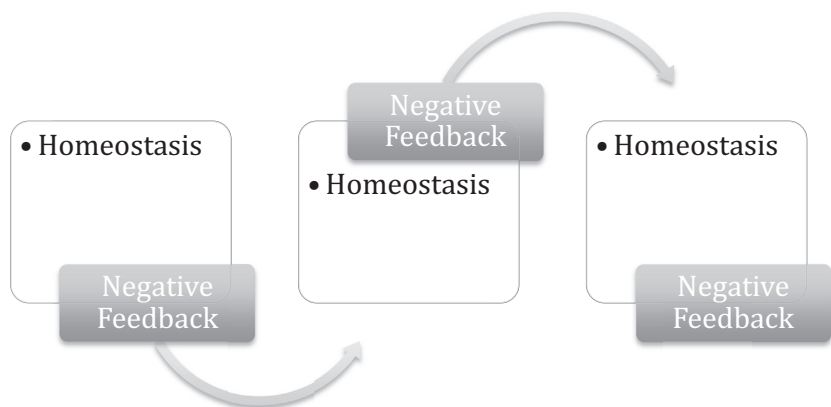 • Homeostasis
Negative
Feedback
Negative
Feedback
• Homeostasis
• Homeostasis
Negative
Feedback